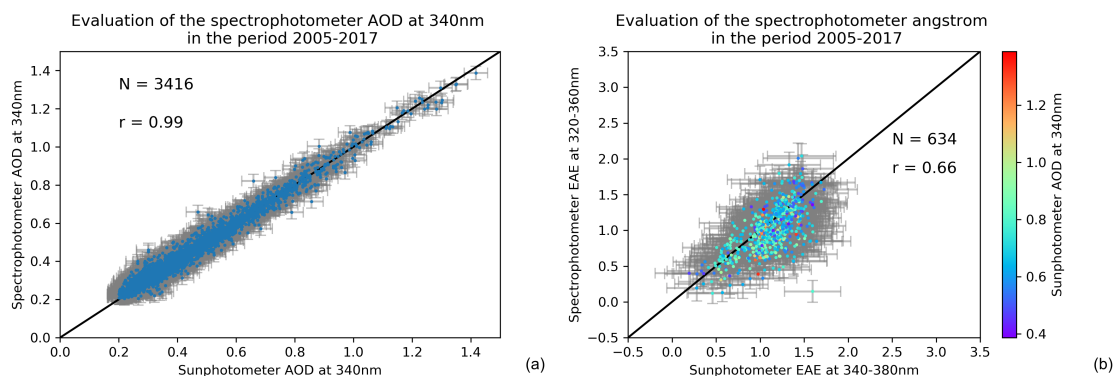 Evaluation of the spectrophotometer AOD at 340nm
in the period 2005-2017
Spectrophotometer AOD at 340nm
1.4
1.2
1.0
0.8
0.6
0.4
0.2
0.0
N = 3416
r = 0.99
0.0 0.2 0.4 0.6 0.8 1.0 1.2 1.4
Sunphotometer AOD at 340nm
(a)
Evaluation of the spectrophotometer angstrom
in the period 2005-2017
Spectrophotometer EAE at 320-360nm
3.5
3.0
2.5
2.0
1.5
1.0
0.5
0.0
−0.5
N = 634
r = 0.66
−0.5 0.0 0.5 1.0 1.5 2.0 2.5 3.0 3.5
Sunphotometer EAE at 340-380nm
1.2
1.0
0.8
0.6
0.4
Sunphotometer AOD at 340nm
(b)